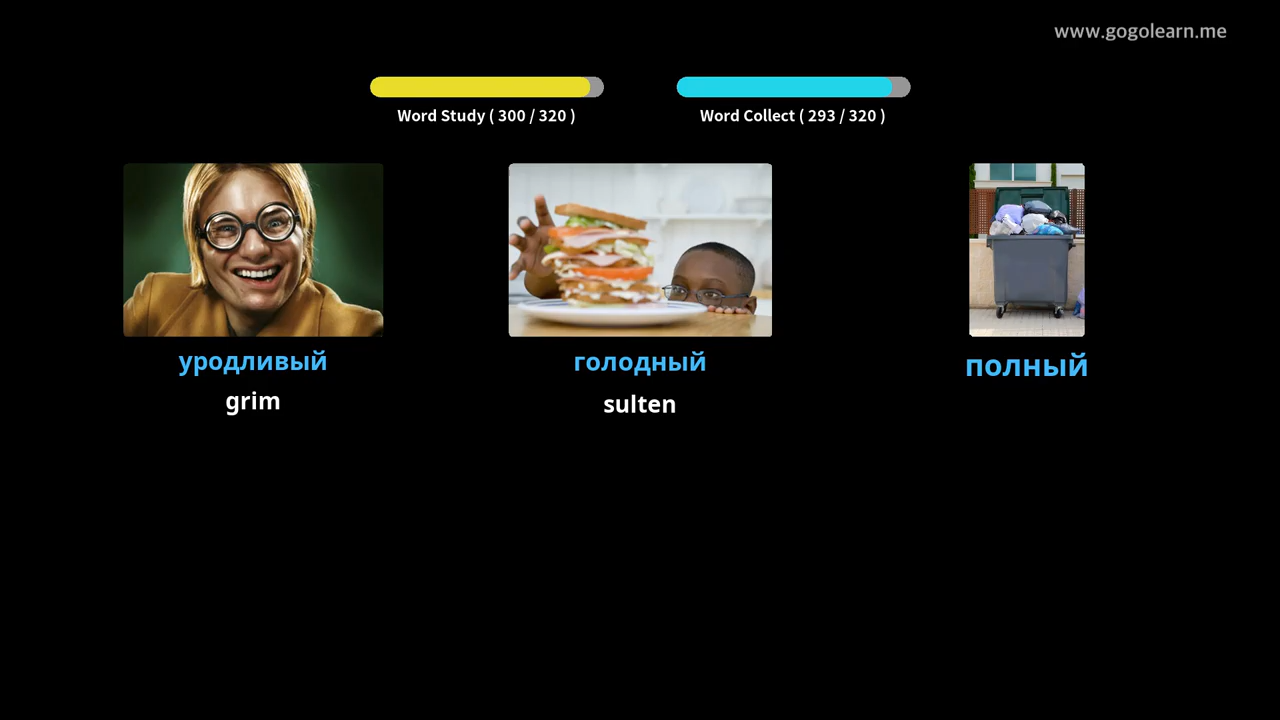 www.gogolearn.me
Word Study ( 300 / 320 )
Word Collect ( 293 / 320 )
уродливый
голодный
полный
grim
sulten